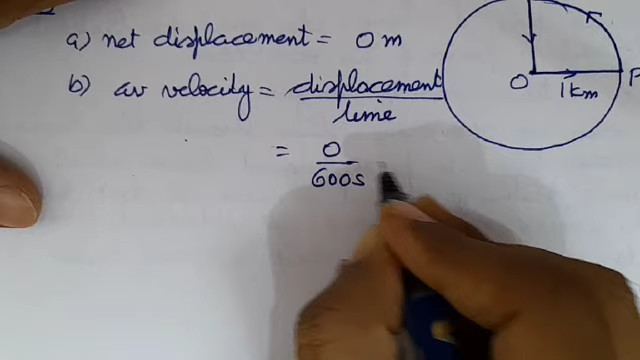 a) net displacement = 0 m
b) av velocity = displacement
time
= 0
600s
O
1km
P